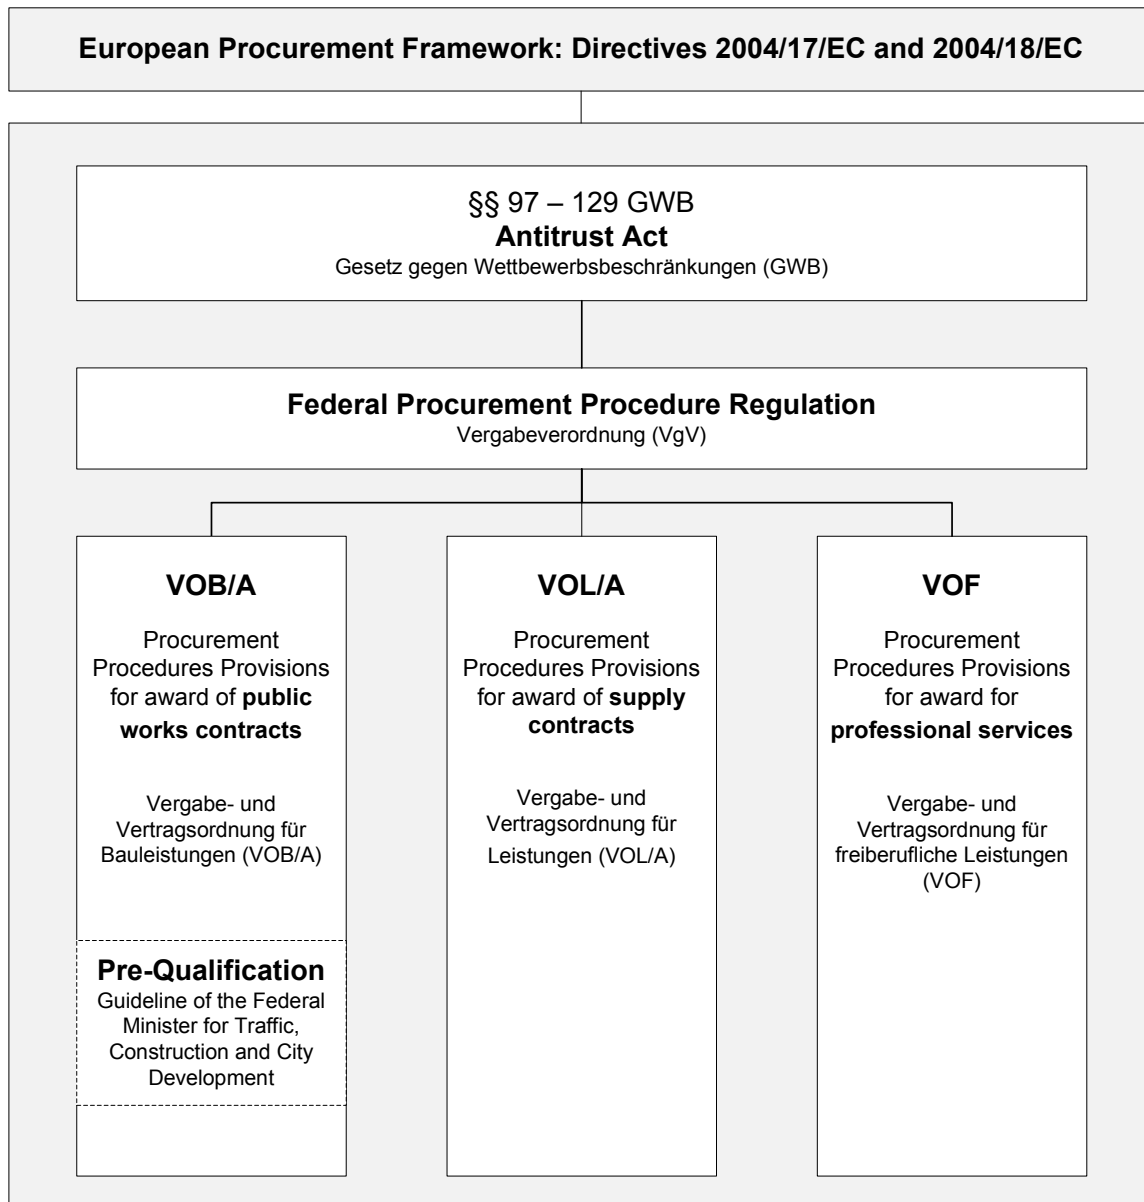 European Procurement Framework: Directives 2004/17/EC and 2004/18/EC
§§ 97 – 129 GWB
Antitrust Act
Gesetz gegen Wettbewerbsbeschränkungen (GWB)
Federal Procurement Procedure Regulation
Vergabeverordnung (VgV)
VOB/A
Procurement
Procedures Provisions
for award of public
works contracts
Vergabe- und
Vertragsordnung für
Bauleistungen (VOB/A)
Pre-Qualification
Guideline of the Federal
Minister for Traffic,
Construction and City
Development
VOL/A
Procurement
Procedures Provisions
for award of supply
contracts
Vergabe- und
Vertragsordnung für
Leistungen (VOL/A)
VOF
Procurement
Procedures Provisions
for award for
professional services
Vergabe- und
Vertragsordnung für
freiberufliche Leistungen
(VOF)